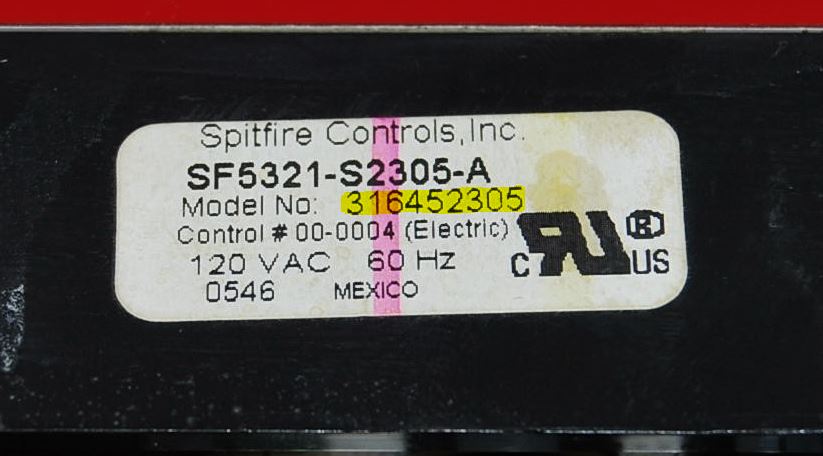 Spitfire Controls, Inc.
SF5321-S2305-A
Model No: 316452305
Control # 00-0004 (Electric)
120 VAC 60 Hz
0546 MEXICO
C RU US ®